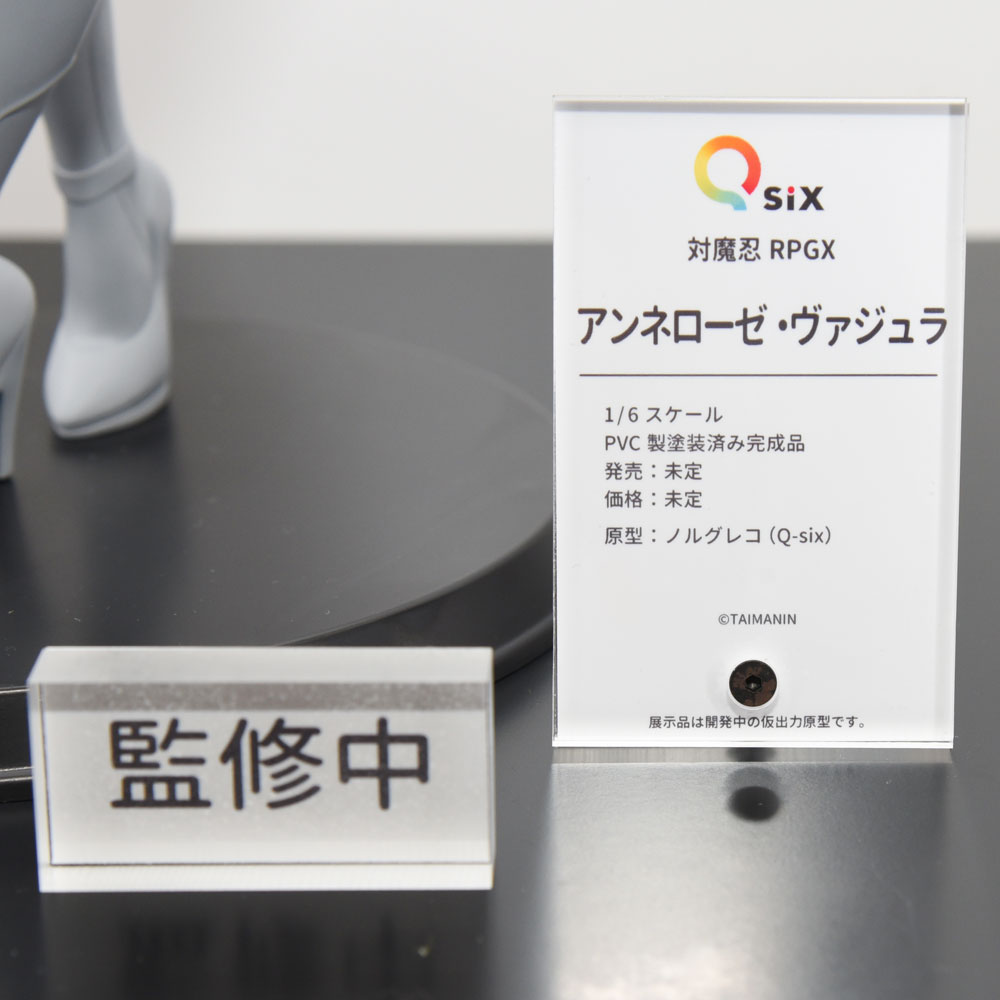 Qsix
対魔忍 RPGX
アンネローゼ・ヴァジュラ
1/6 スケール
PVC 製塗装済み完成品
発売：未定
価格：未定
原型：ノルグレコ（Q-six）
©TAIMANIN
展示品は開発中の仮出力原型です。
監修中